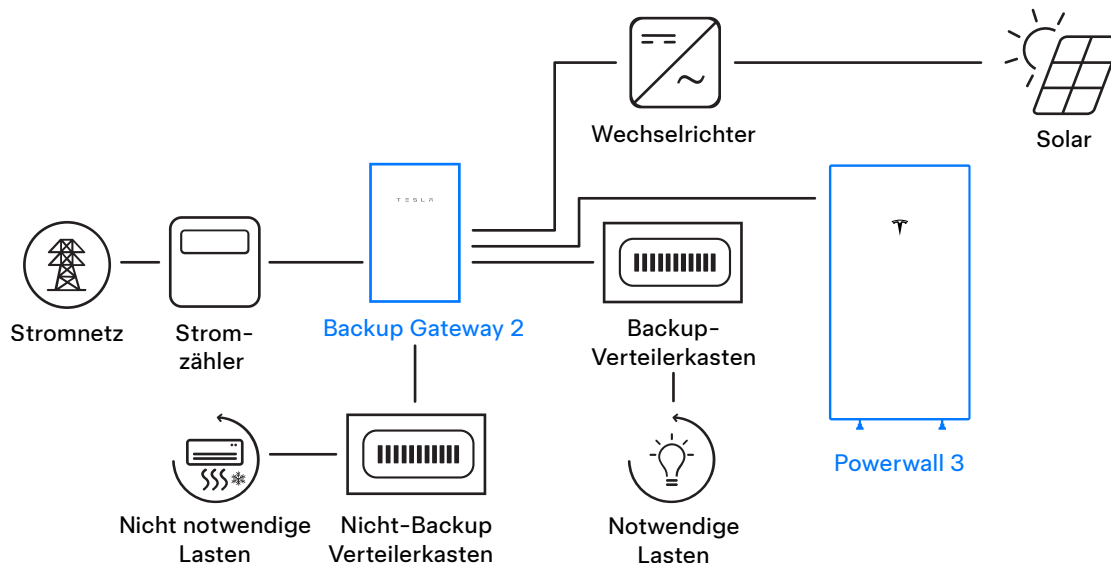 Wechselrichter
Solar
TESLA
Stromnetz
Strom-
zähler
Backup Gateway 2
Backup-
Verteilerkasten
Powerwall 3
Nicht notwendige
Lasten
Nicht-Backup
Verteilerkasten
Notwendige
Lasten